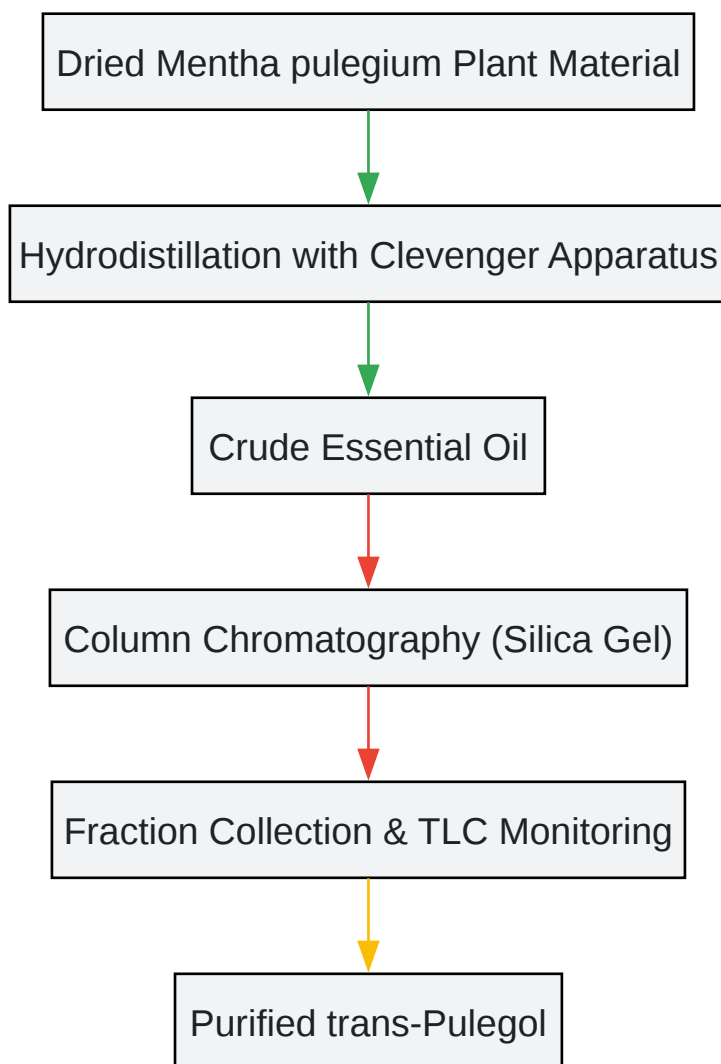 Dried Mentha pulegium Plant Material
Hydrodistillation with Clevenger Apparatus
Crude Essential Oil
Column Chromatography (Silica Gel)
Fraction Collection & TLC Monitoring
Purified trans-Pulegol